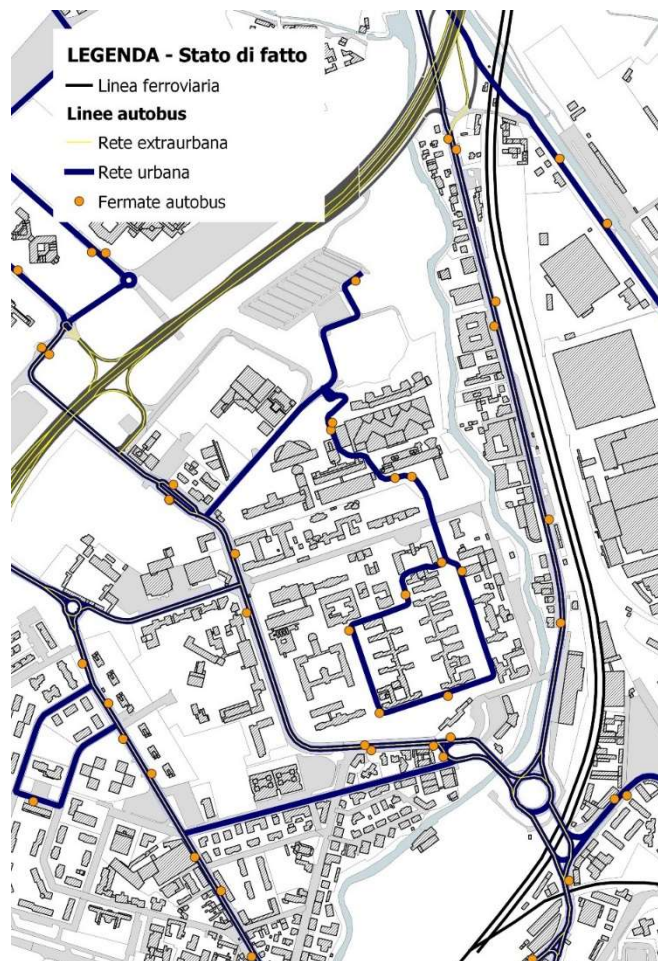 LEGENDA - Stato di fatto
Linea ferroviaria
Linee autobus
Rete extraurbana
Rete urbana
Fermate autobus